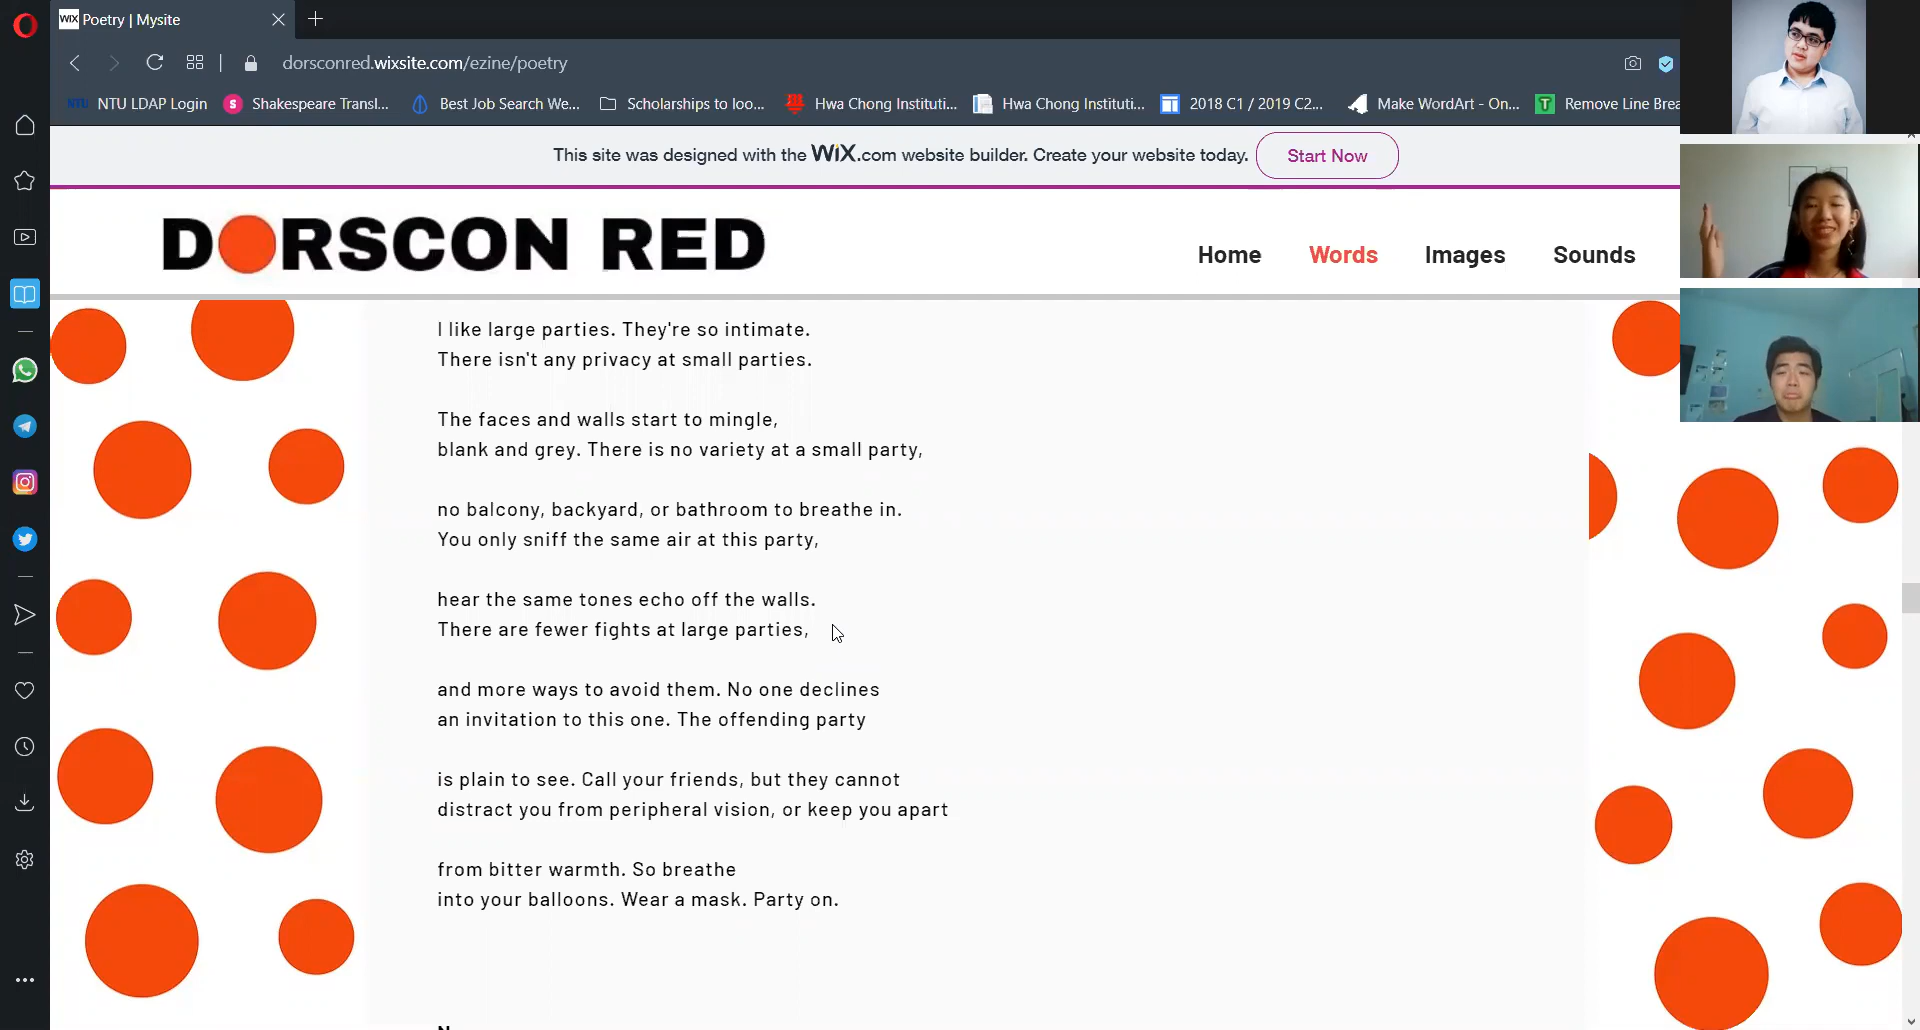 WiX Poetry | Mysite
dorsconred.wixsite.com/ezine/poetry
NTU NTU LDAP Login S Shakespeare Transl... Best Job Search We... Scholarships to loo... Hwa Chong Instituti... Hwa Chong Instituti... 2018 C1 / 2019 C2... Make WordArt - On... T Remove Line Brea
This site was designed with the WiX.com website builder. Create your website today. Start Now
DORSCON RED
Home Words Images Sounds
I like large parties. They're so intimate.
There isn't any privacy at small parties.
The faces and walls start to mingle,
blank and grey. There is no variety at a small party,
no balcony, backyard, or bathroom to breathe in.
You only sniff the same air at this party,
hear the same tones echo off the walls.
There are fewer fights at large parties,
and more ways to avoid them. No one declines
an invitation to this one. The offending party
is plain to see. Call your friends, but they cannot
distract you from peripheral vision, or keep you apart
from bitter warmth. So breathe
into your balloons. Wear a mask. Party on.